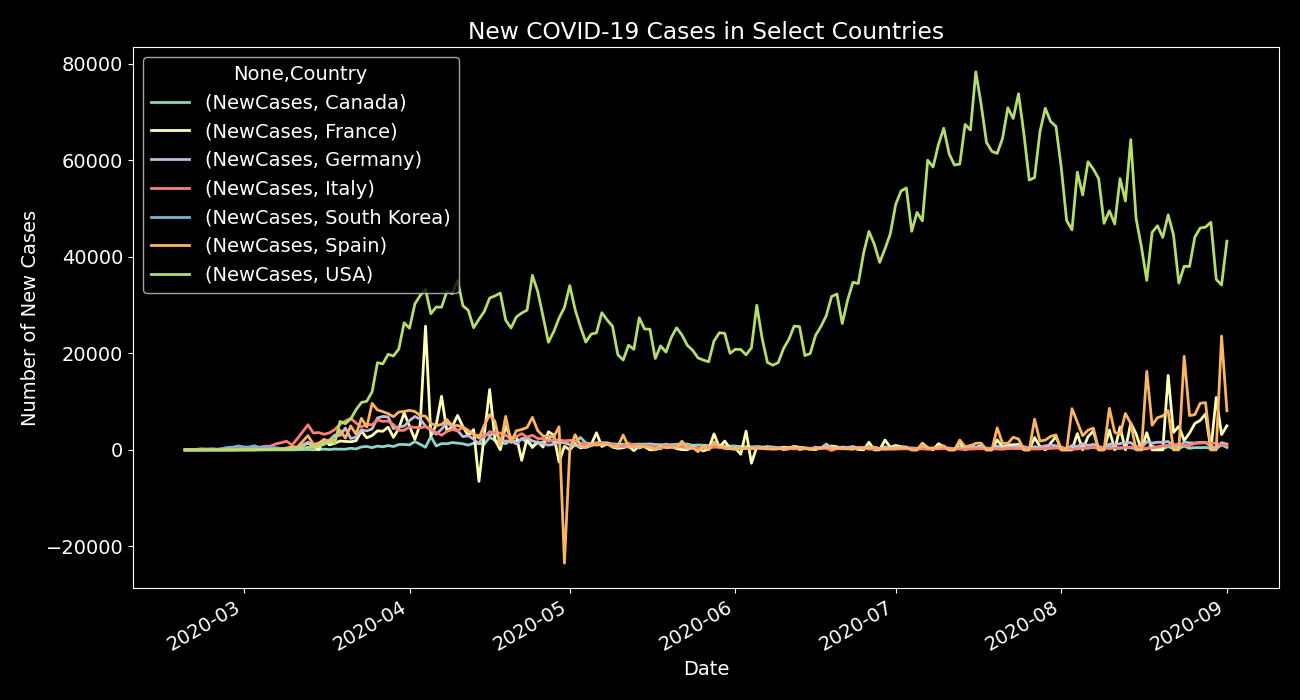 New COVID-19 Cases in Select Countries
None,Country
(NewCases, Canada)
(NewCases, France)
(NewCases, Germany)
(NewCases, Italy)
(NewCases, South Korea)
(NewCases, Spain)
(NewCases, USA)
80000
60000
40000
20000
0
−20000
Number of New Cases
2020-03
2020-04
2020-05
2020-06
2020-07
2020-08
2020-09
Date